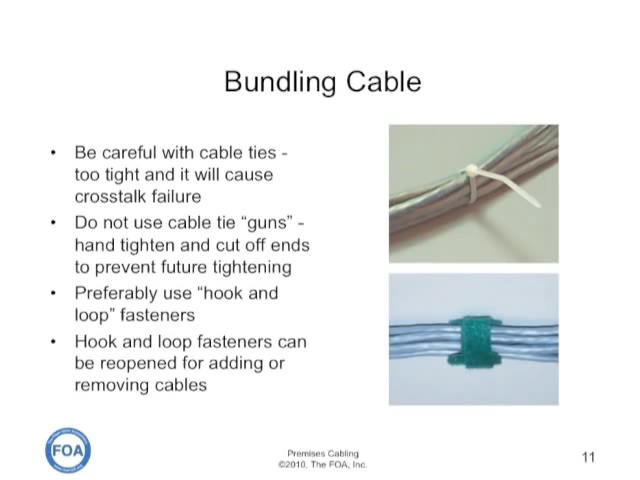 Bundling Cable
• Be careful with cable ties -
too tight and it will cause
crosstalk failure
• Do not use cable tie “guns” -
hand tighten and cut off ends
to prevent future tightening
• Preferably use “hook and
loop” fasteners
• Hook and loop fasteners can
be reopened for adding or
removing cables
FOA
Premises Cabling
©2010, The FOA, Inc.
11